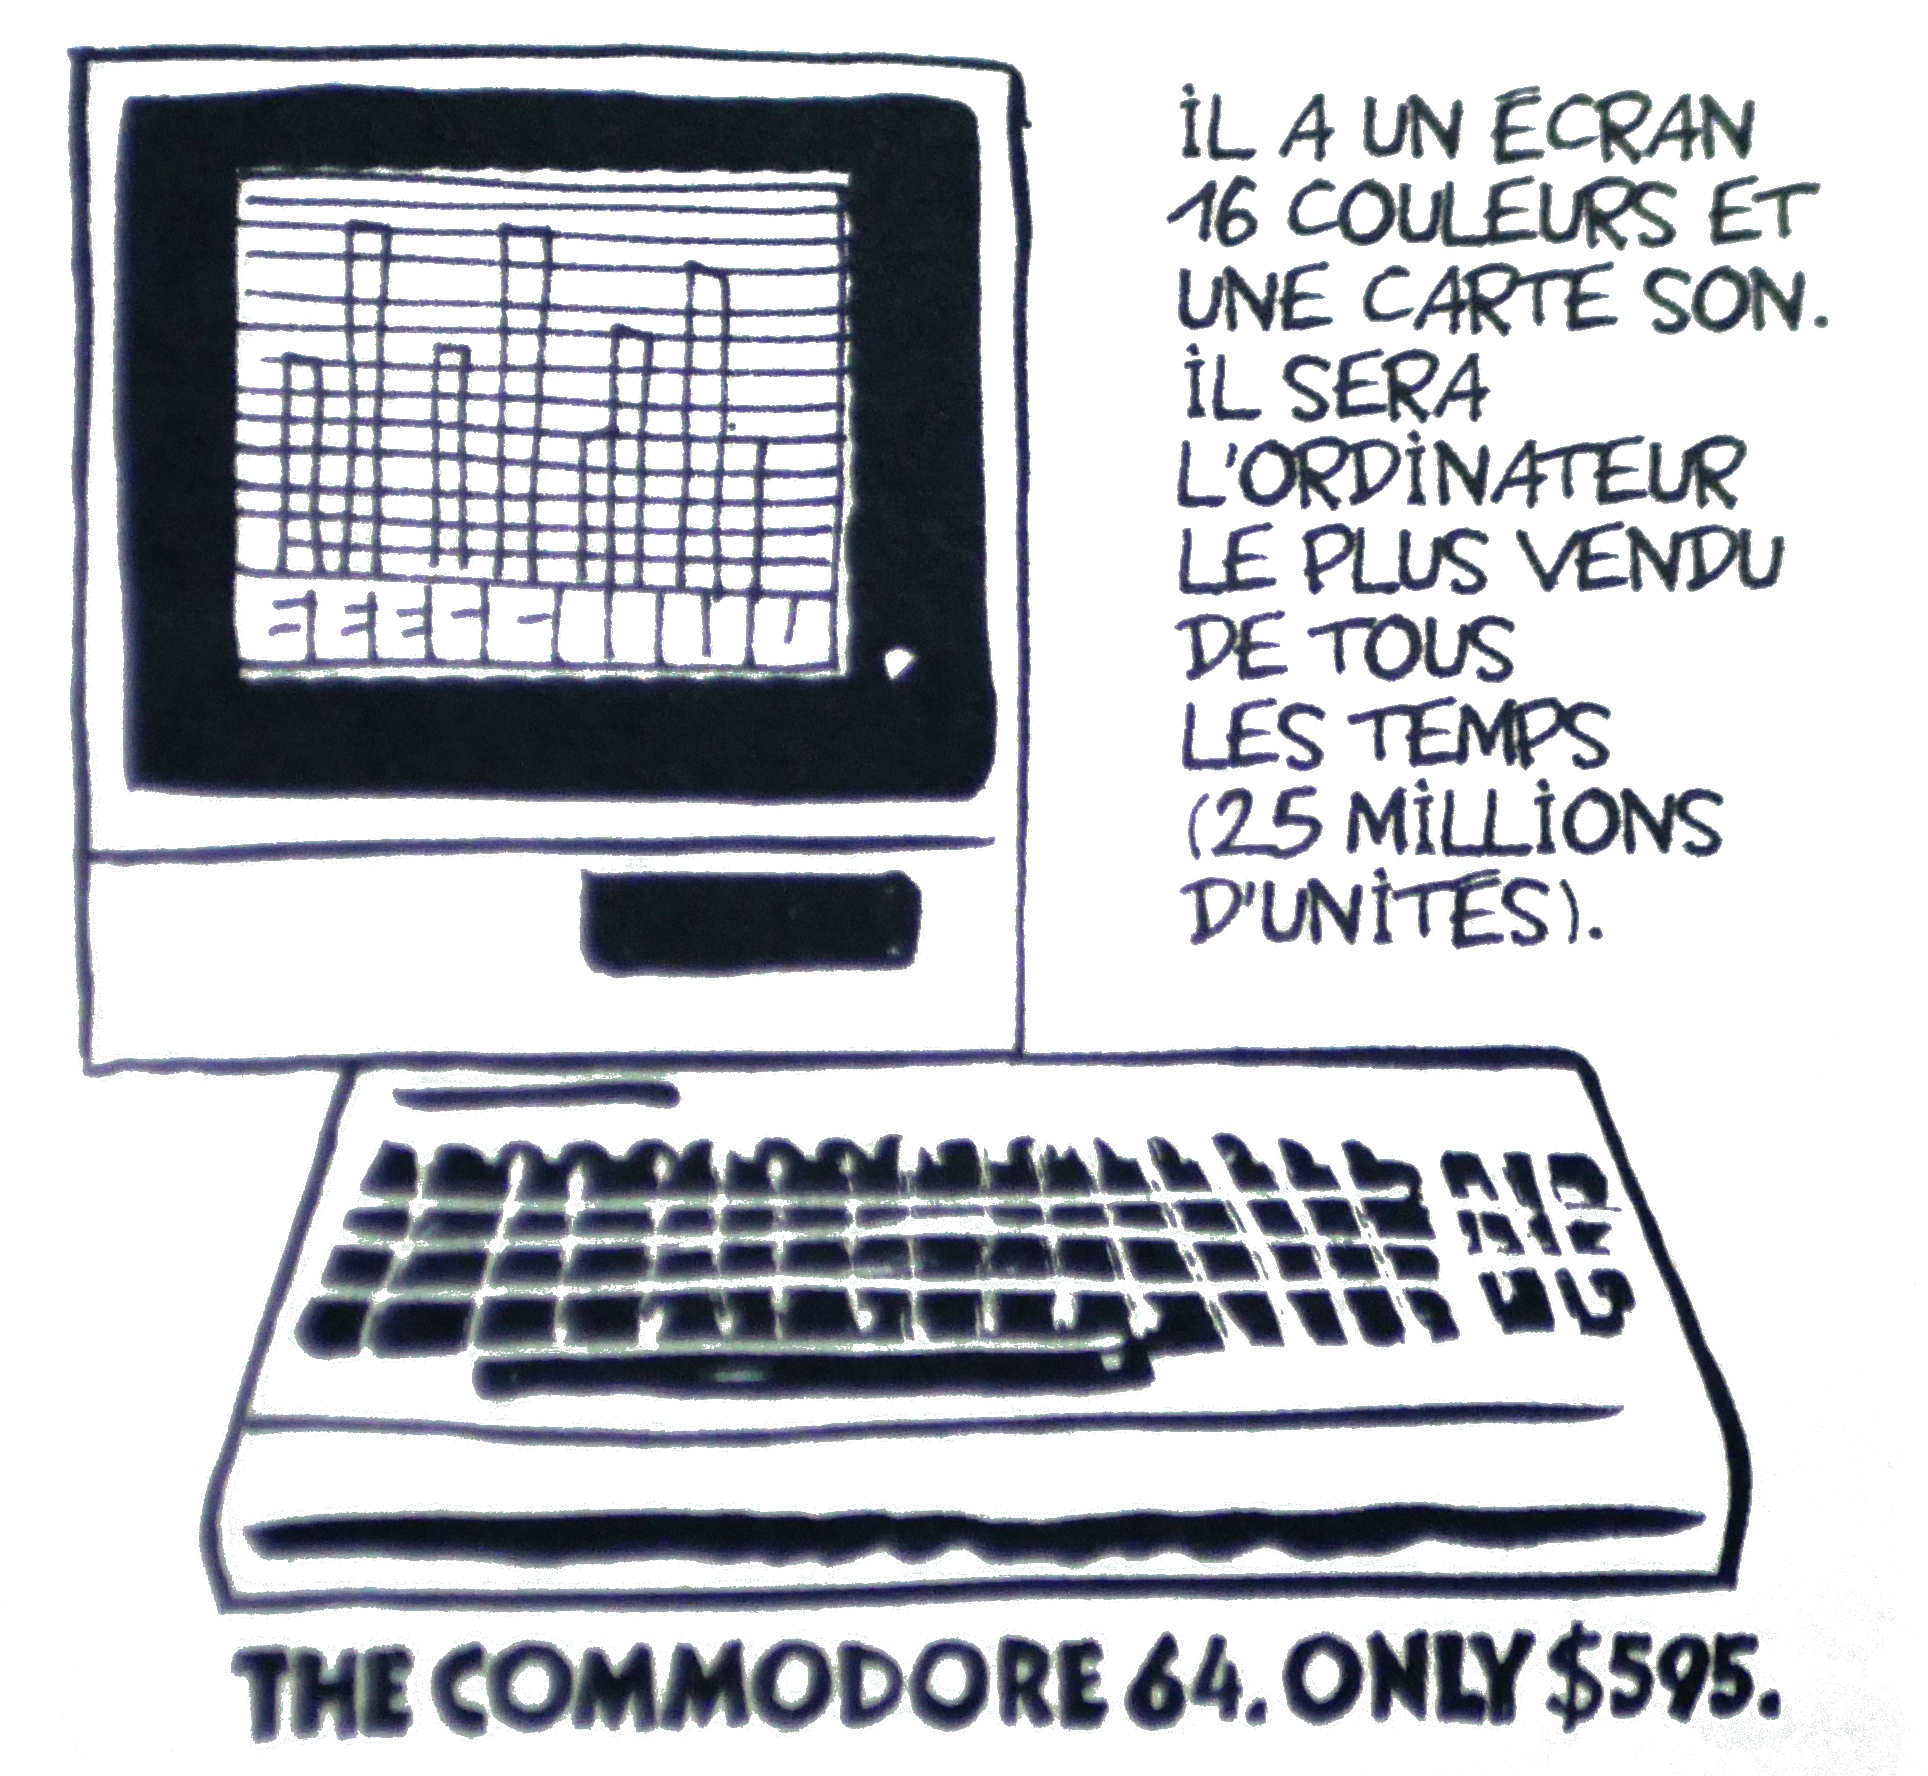 IL A UN ÉCRAN
16 COULEURS ET
UNE CARTE SON.
IL SERA
L'ORDINATEUR
LE PLUS VENDU
DE TOUS
LES TEMPS
(25 MILLIONS
D'UNITÉS).
THE COMMODORE 64. ONLY $595.